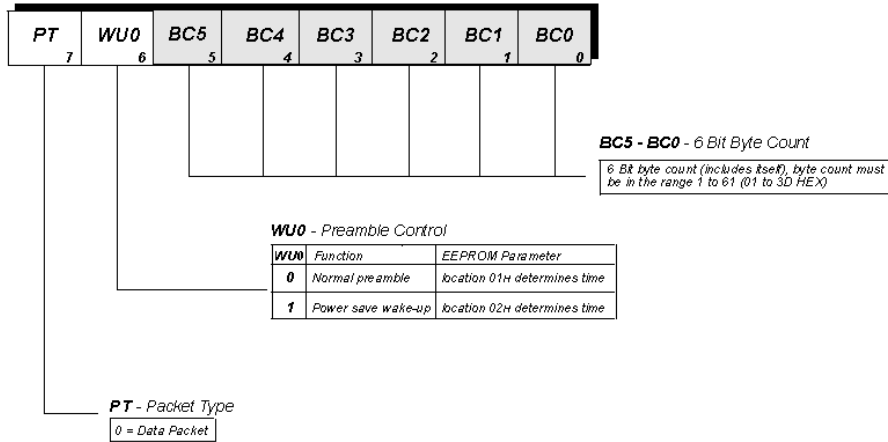 PT WU0 BC5 BC4 BC3 BC2 BC1 BC0
7 6 5 4 3 2 1 0
BC5 - BC0 - 6 Bit Byte Count
6 Bit byte count (includes itself), byte count must
be in the range 1 to 61 (01 to 3D HEX)
WU0 - Preamble Control
WU0 Function EEPROM Parameter
0 Normal preamble location 01H determines time
1 Power save wake-up location 02H determines time
PT - Packet Type
0 = Data Packet